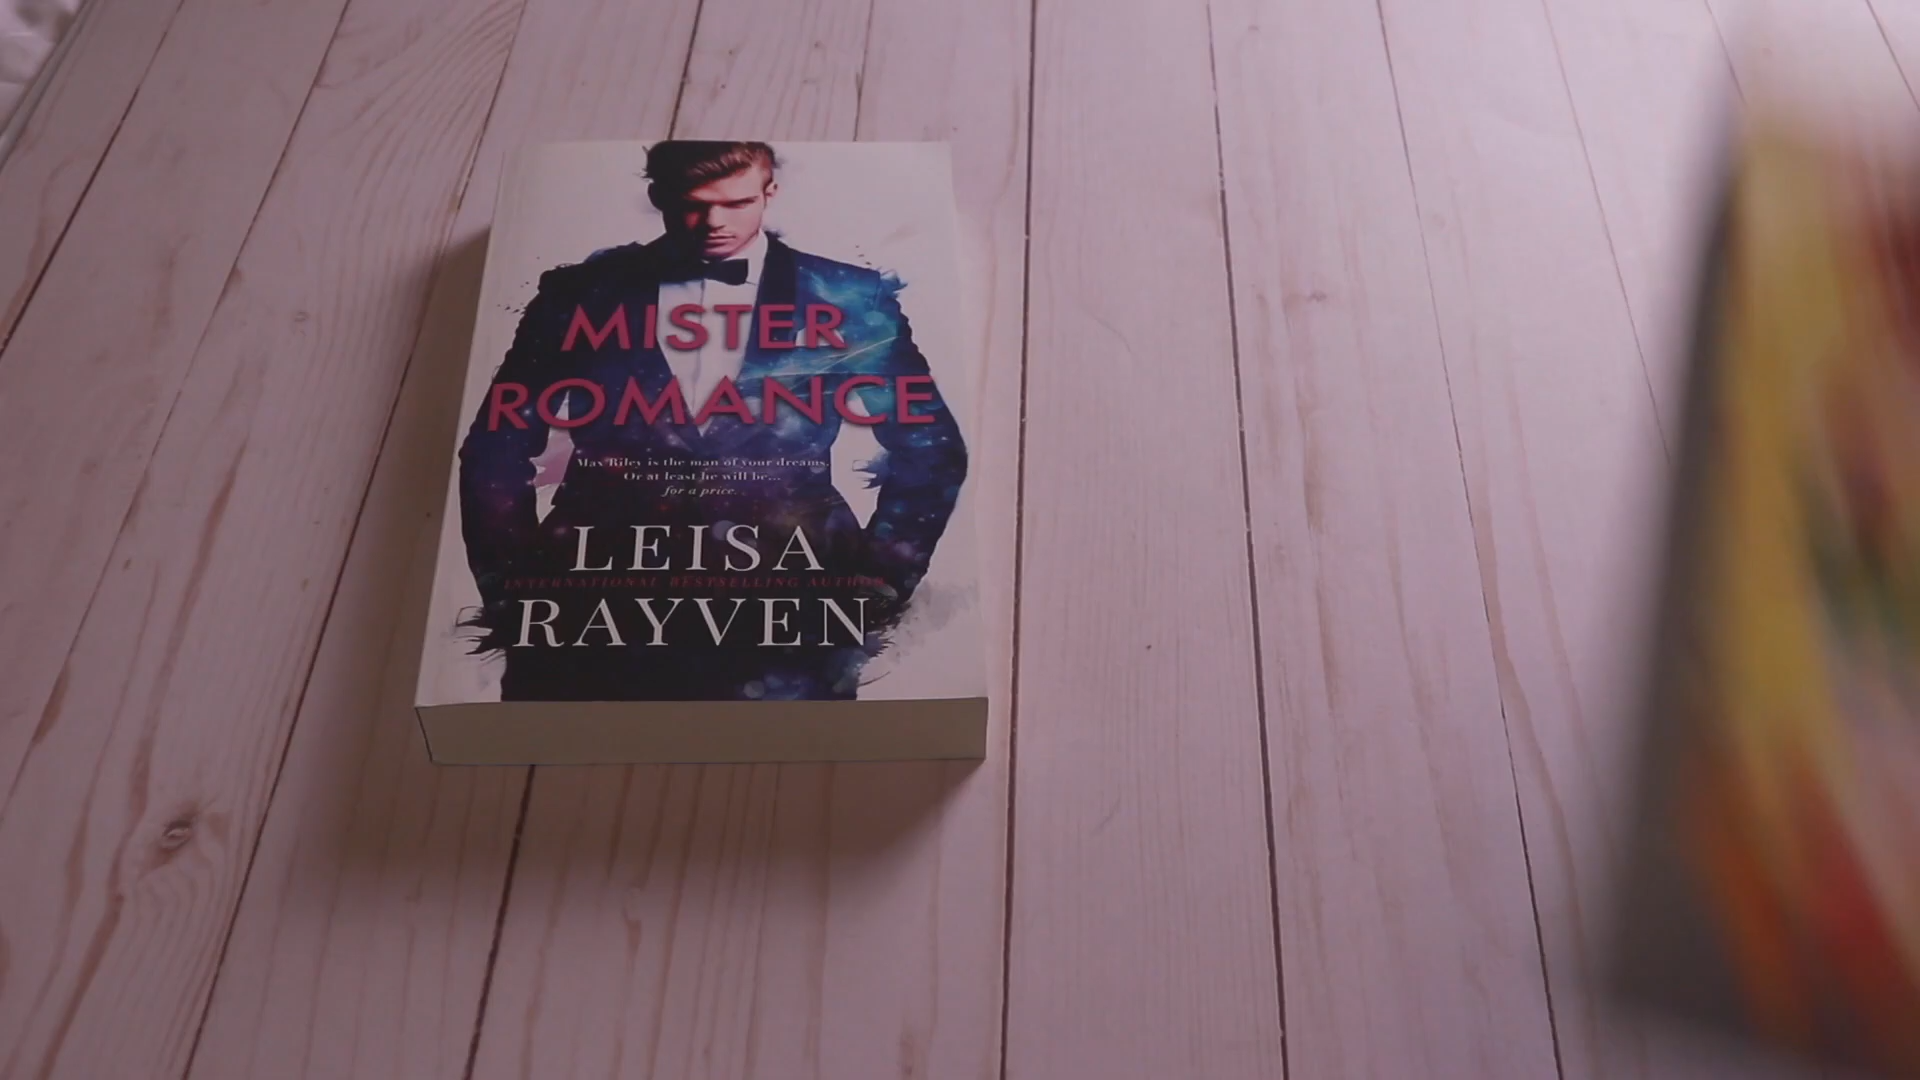 MISTER
ROMANCE
Max Riley is the man of your dreams.
Or at least he will be...
for a price.
LEISA
INTERNATIONAL BESTSELLING AUTHOR
RAYVEN